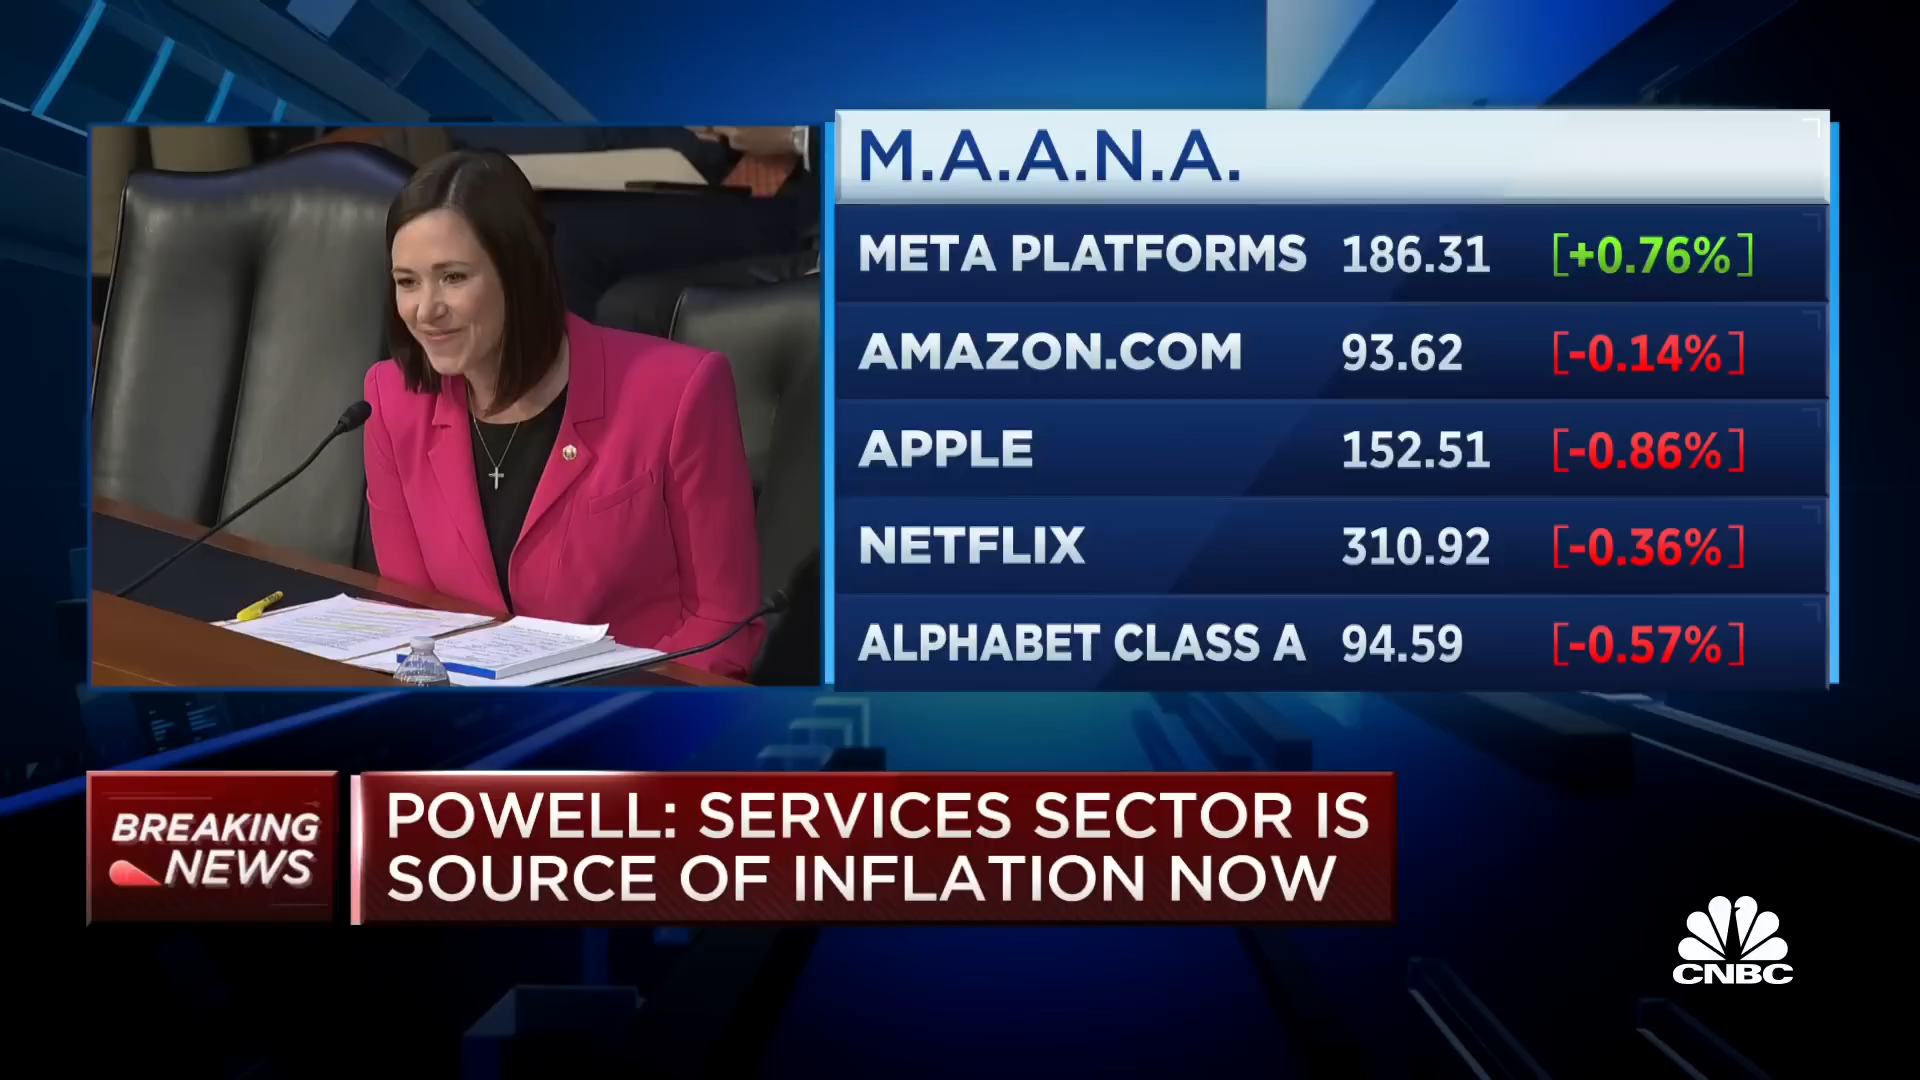 M.A.A.N.A.
META PLATFORMS 186.31 [+0.76%]
AMAZON.COM 93.62 [-0.14%]
APPLE 152.51 [-0.86%]
NETFLIX 310.92 [-0.36%]
ALPHABET CLASS A 94.59 [-0.57%]
BREAKING
NEWS
POWELL: SERVICES SECTOR IS
SOURCE OF INFLATION NOW
CNBC